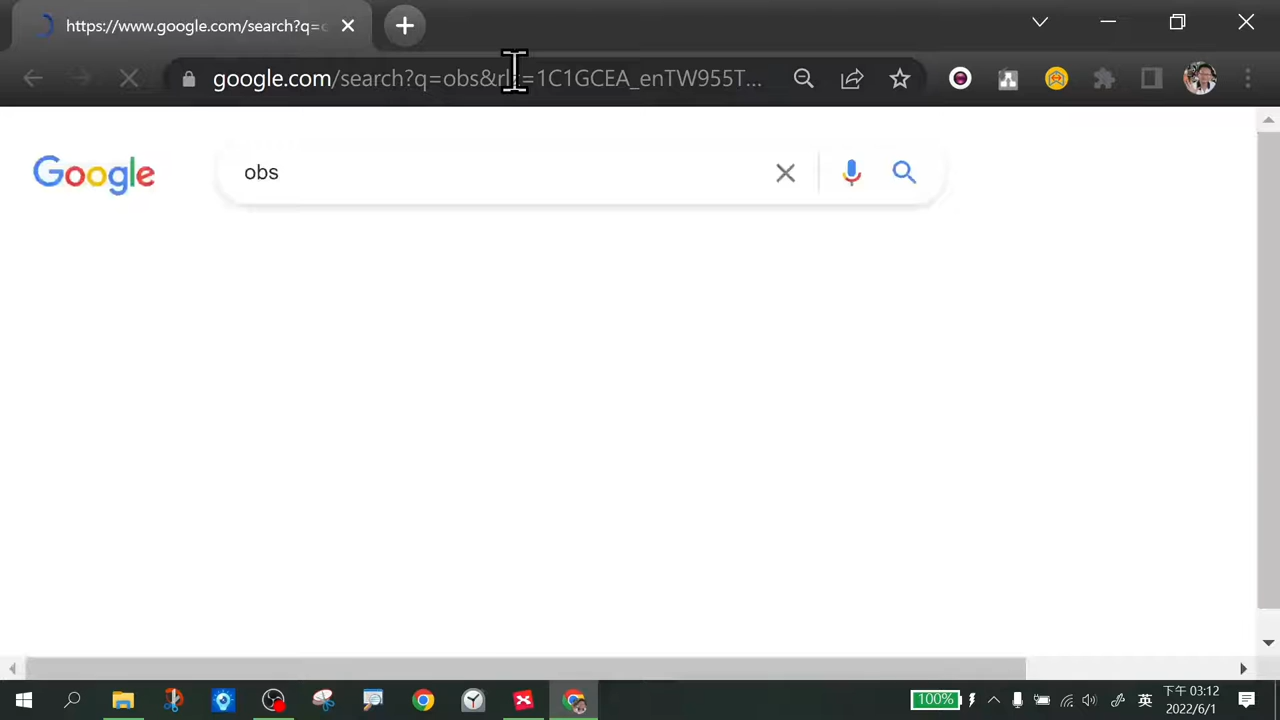 https://www.google.com/search?q=o
google.com/search?q=obs&rlz=1C1GCEA_enTW955T...
Google
obs
100%
英
下午 03:12
2022/6/1